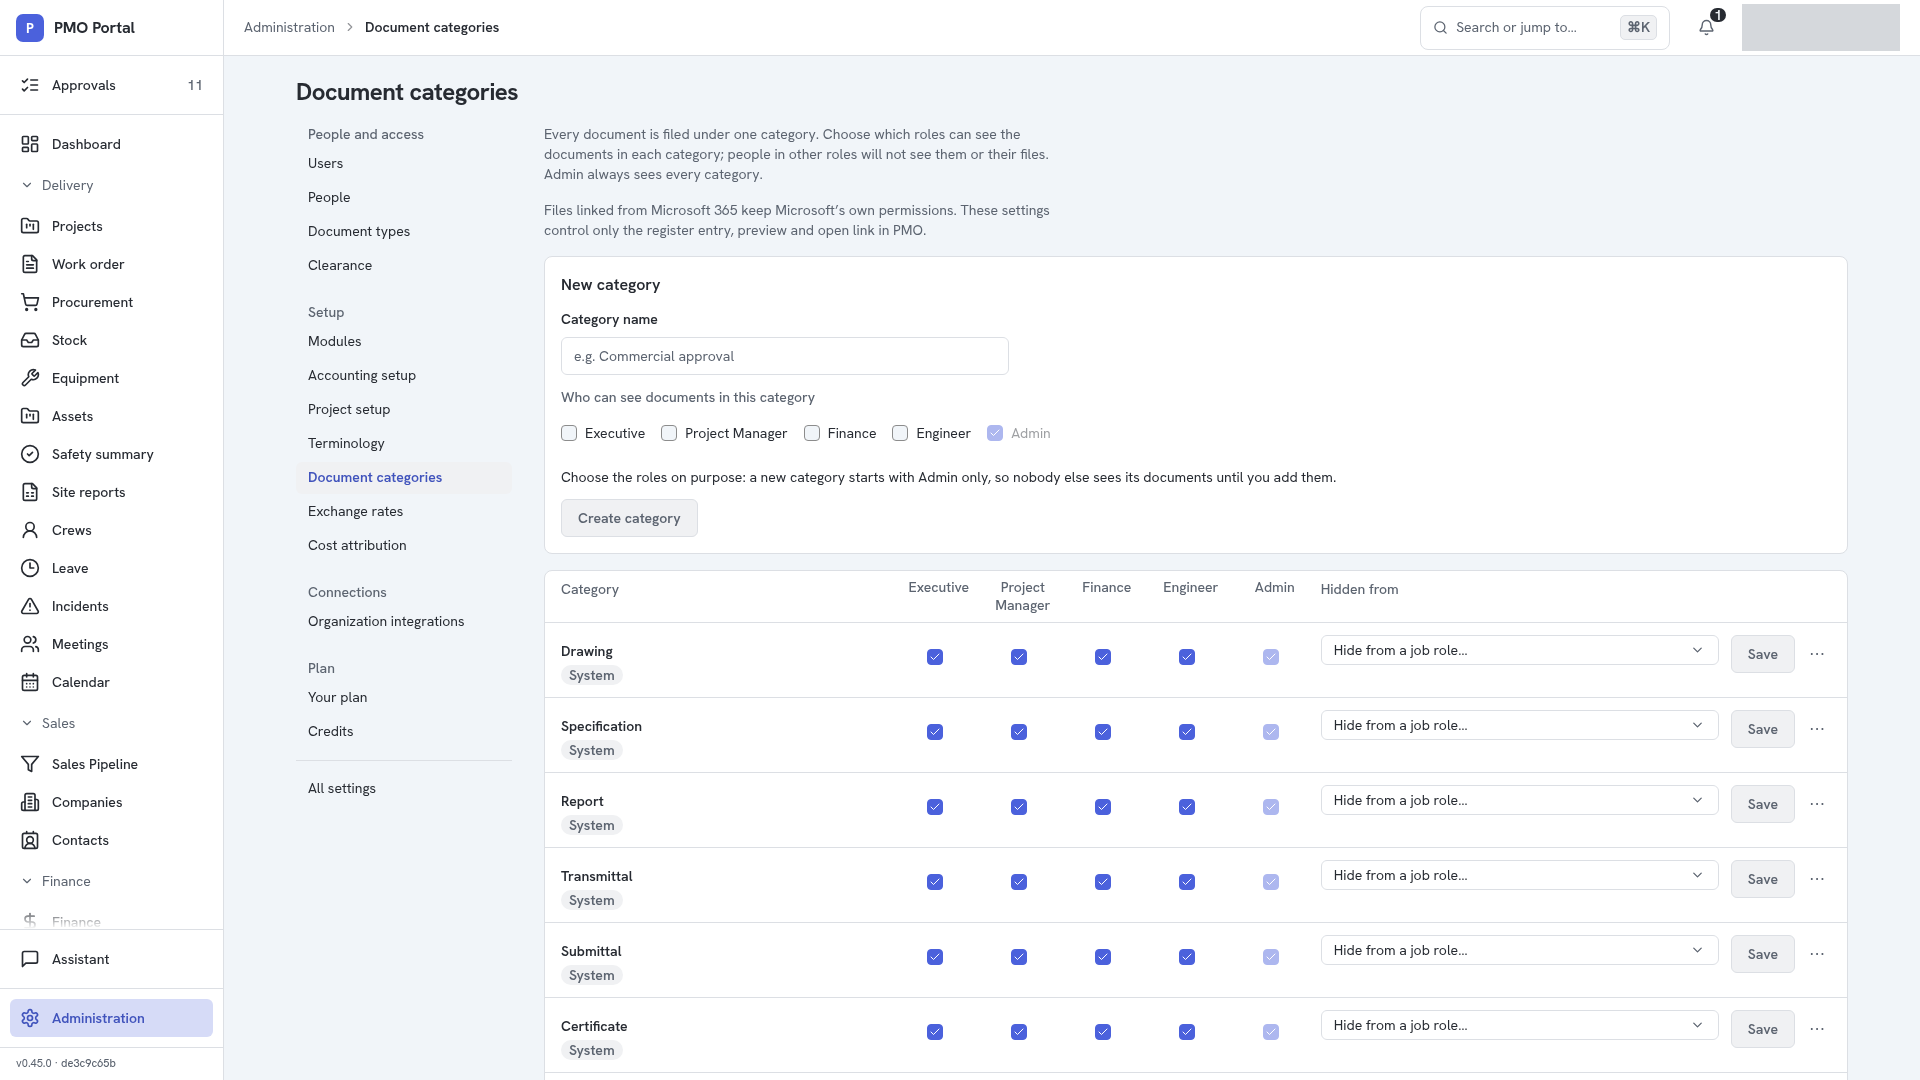 P PMO Portal
Administration > Document categories
Search or jump to... ⌘K
1
Approvals 11
Dashboard
Delivery
Projects
Work order
Procurement
Stock
Equipment
Assets
Safety summary
Site reports
Crews
Leave
Incidents
Meetings
Calendar
Sales
Sales Pipeline
Companies
Contacts
Finance
Finance
Assistant
Administration
v0.45.0 · de3c9c65b
Document categories
People and access
Users
People
Document types
Clearance
Setup
Modules
Accounting setup
Project setup
Terminology
Document categories
Exchange rates
Cost attribution
Connections
Organization integrations
Plan
Your plan
Credits
All settings
Every document is filed under one category. Choose which roles can see the
documents in each category; people in other roles will not see them or their files.
Admin always sees every category.
Files linked from Microsoft 365 keep Microsoft’s own permissions. These settings
control only the register entry, preview and open link in PMO.
New category
Category name
e.g. Commercial approval
Who can see documents in this category
Executive Project Manager Finance Engineer Admin
Choose the roles on purpose: a new category starts with Admin only, so nobody else sees its documents until you add them.
Create category
Category Executive Project Manager Finance Engineer Admin Hidden from
Drawing
System
Hide from a job role... Save ...
Specification
System
Hide from a job role... Save ...
Report
System
Hide from a job role... Save ...
Transmittal
System
Hide from a job role... Save ...
Submittal
System
Hide from a job role... Save ...
Certificate
System
Hide from a job role... Save ...